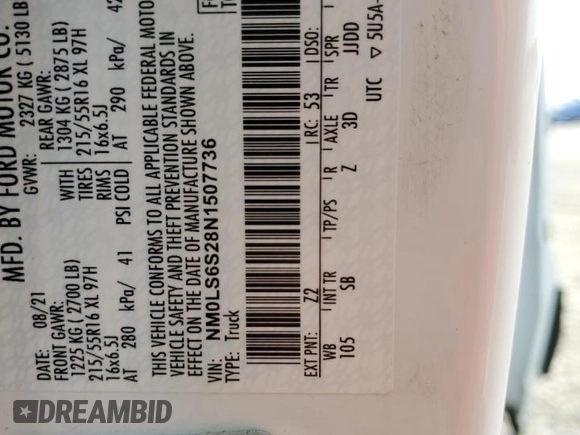 MFD. BY FORD MOTOR CO.
DATE: 08/21 GVWR: 2327 KG ( 5130 LB
FRONT GAWR: REAR GAWR:
1225 KG ( 2700 LB) WITH 1304 KG ( 2875 LB)
215/55R16 XL 97H TIRES 215/55R16 XL 97H
16x6.5J RIMS 16x6.5J
AT 280 kPa/ 41 PSI COLD AT 290 kPa/ 42
THIS VEHICLE CONFORMS TO ALL APPLICABLE FEDERAL MOTOR
VEHICLE SAFETY AND THEFT PREVENTION STANDARDS IN
EFFECT ON THE DATE OF MANUFACTURE SHOWN ABOVE.
VIN: NM0LS6S28N1507736
TYPE: Truck
EXT PNT: Z2 RC: 53 DSO:
WB INT TR TP/PS R AXLE TR SPR
105 SB Z 3D JJDD
UTC ▽ 5U5A-
DREAMBID